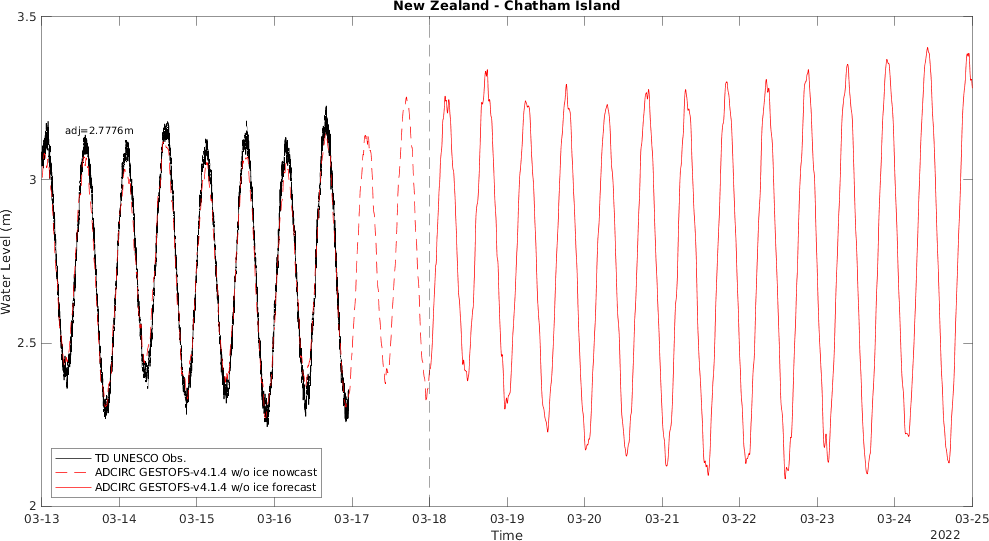 New Zealand - Chatham Island
3.5
3
2.5
2
Water Level (m)
adj=2.7776m
TD UNESCO Obs.
ADCIRC GESTOFS-v4.1.4 w/o ice nowcast
ADCIRC GESTOFS-v4.1.4 w/o ice forecast
03-13 03-14 03-15 03-16 03-17 03-18 03-19 03-20 03-21 03-22 03-23 03-24 03-25
Time
2022